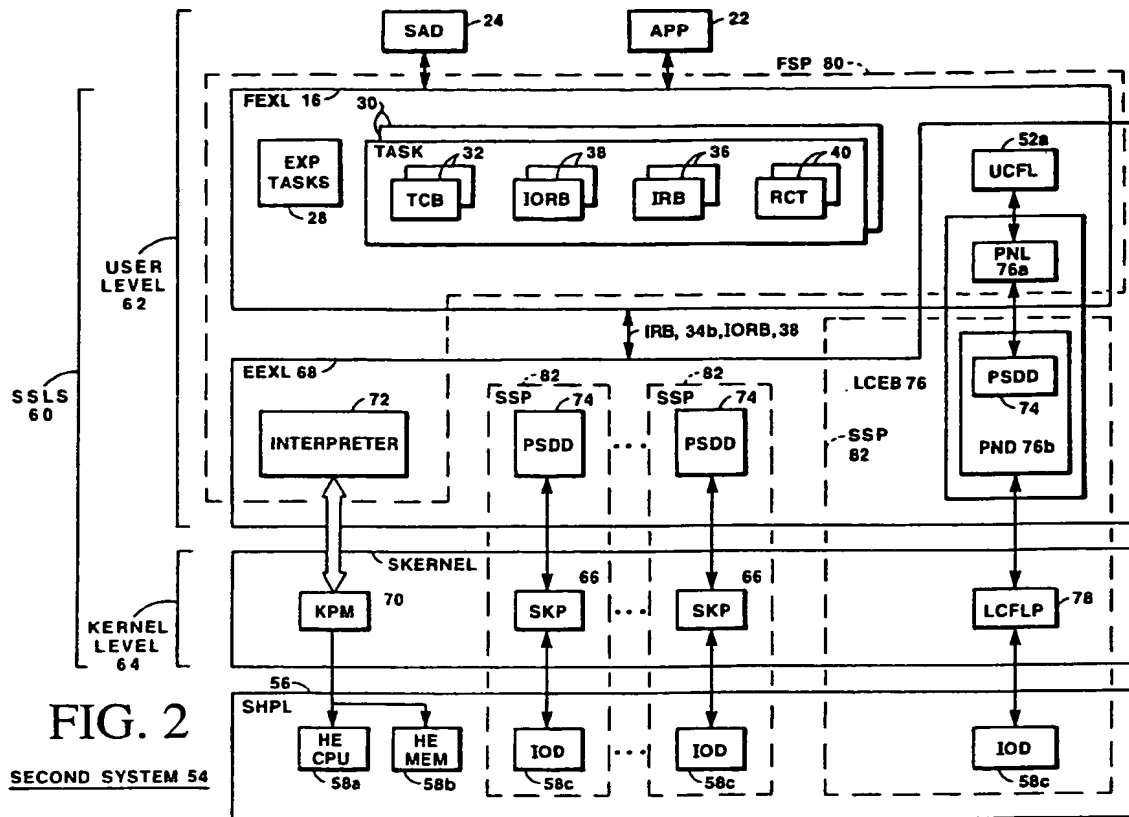 SAD
24
APP
22
FSP 80
FEXL 16
30
EXP
TASKS
28
TASK
32
TCB
38
IORB
36
IRB
40
RCT
52a
UCFL
PNL
76a
USER
LEVEL
62
IRB, 34b, IORB, 38
EEXL 68
72
INTERPRETER
82
SSP
74
PSDD
82
SSP
74
PSDD
LCEB 76
PSDD
74
PND 76b
SSP
82
SSLS
60
SKERNEL
KPM
70
66
SKP
66
SKP
LCFLP
78
KERNEL
LEVEL
64
56
SHPL
HE
CPU
58a
HE
MEM
58b
IOD
58c
IOD
58c
IOD
58c
FIG. 2
SECOND SYSTEM 54